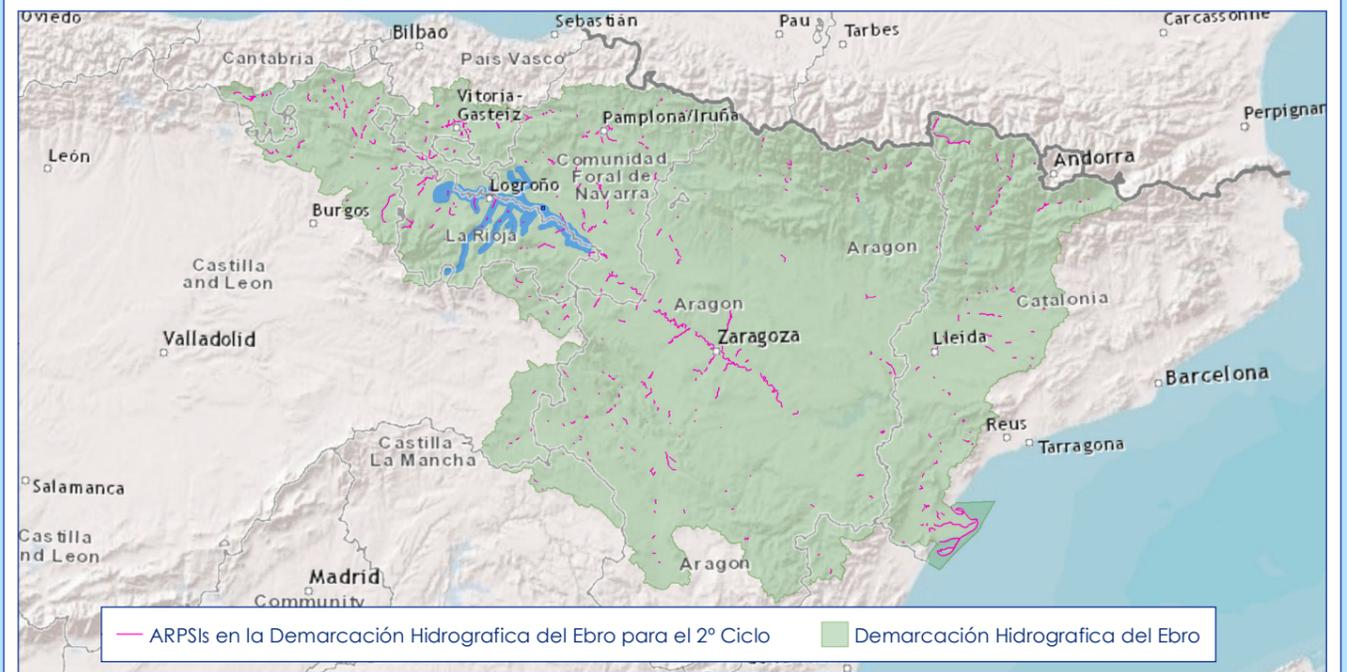 Oviedo
Sebastián
Pau
Carcassonne
Bilbao
Tarbes
Cantabria
Pais Vasco
Vitoria-
Gasteiz
Pamplona/Iruña
Perpignan
León
Comunidad
Foral de
Navarra
Andorra
Logroño
Burgos
La Rioja
Aragon
Castilla
and Leon
Aragon
Catalonia
Valladolid
Zaragoza
Lleida
Barcelona
Reus
Castilla -
La Mancha
Tarragona
Salamanca
Castilla
nd Leon
Aragon
Madrid
Community
ARPSIs en la Demarcación Hidrografica del Ebro para el 2º Ciclo
Demarcación Hidrografica del Ebro